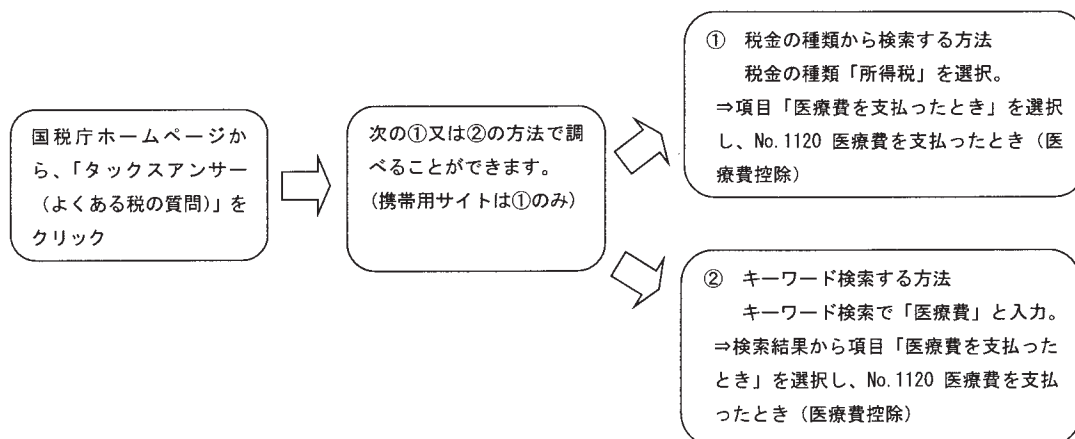 国税庁ホームページか
ら、「タックスアンサー
（よくある税の質問)」を
クリック
次の①又は②の方法で調
べることができます。
(携帯用サイトは①のみ)
①　税金の種類から検索する方法
税金の種類「所得税」を選択。
⇒項目「医療費を支払ったとき」を選択
し、No.1120 医療費を支払ったとき（医
療費控除）
②　キーワード検索する方法
キーワード検索で「医療費」と入力。
⇒検索結果から項目「医療費を支払った
とき」を選択し、No.1120 医療費を支払
ったとき（医療費控除）